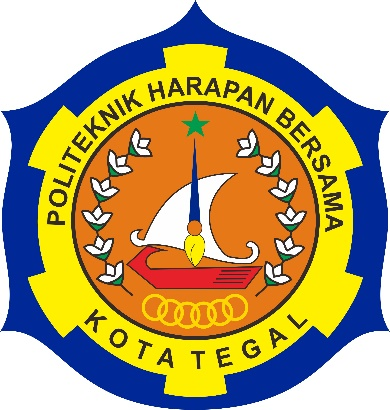 POLITEKNIK HARAPAN BERSAMA
KOTA TEGAL